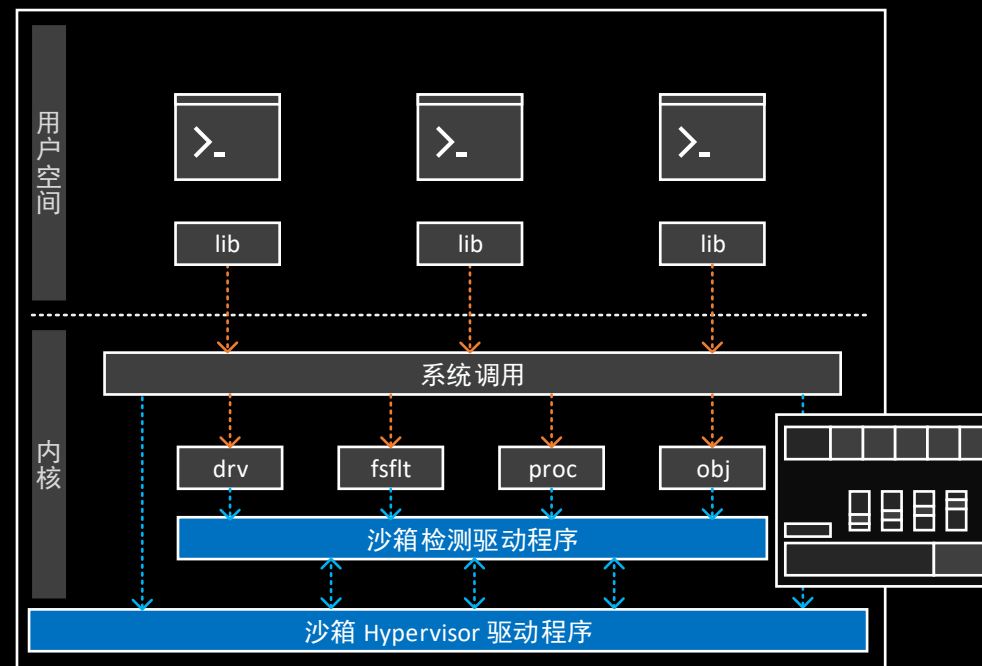 用户空间
>_
>_
>_
lib
lib
lib
内核
系统调用
drv
fsflt
proc
obj
沙箱检测驱动程序
沙箱 Hypervisor 驱动程序